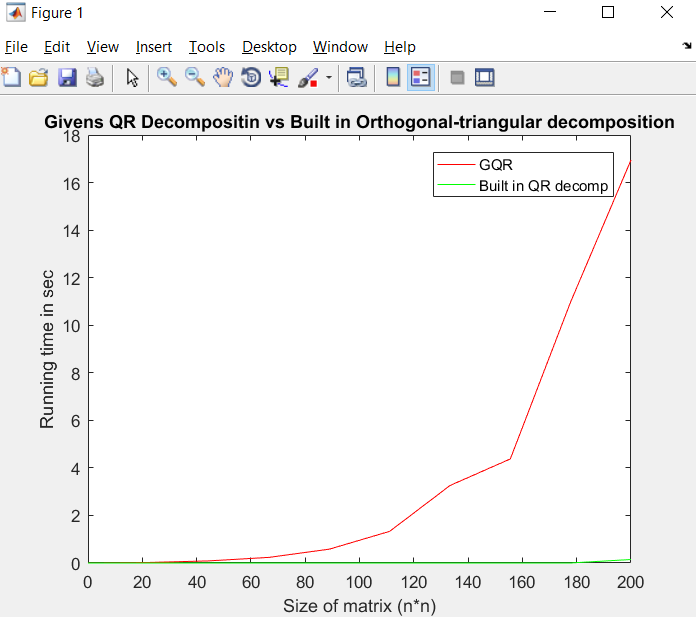 Figure 1
File Edit View Insert Tools Desktop Window Help
Givens QR Decompositin vs Built in Orthogonal-triangular decomposition
18
16
14
12
10
8
6
4
2
0
Running time in sec
GQR
Built in QR decomp
0 20 40 60 80 100 120 140 160 180 200
Size of matrix (n*n)